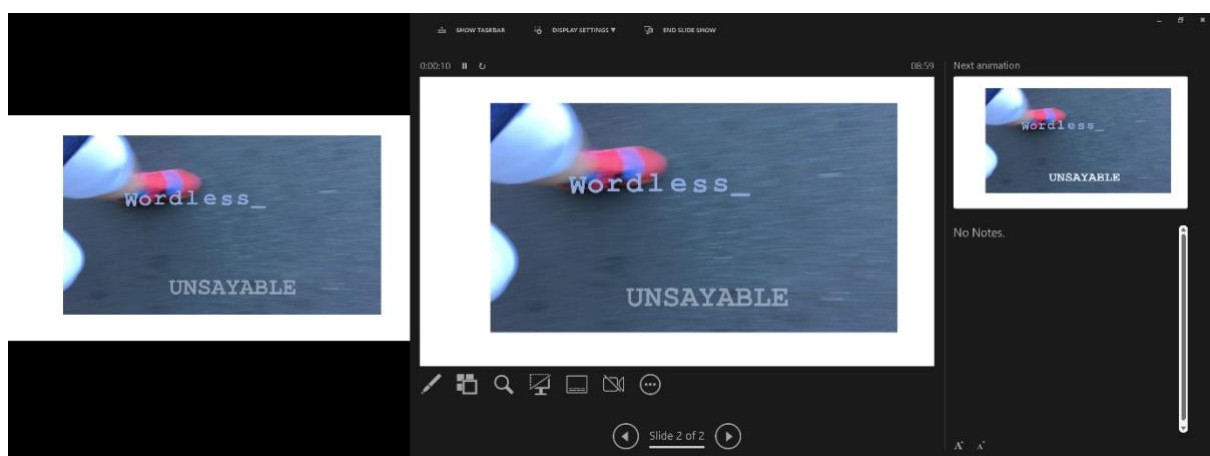 Wordless_
UNSAYABLE
SHOW TASKBAR
DISPLAY SETTINGS ▼
END SLIDE SHOW
0:00:10
08:59
Wordless_
UNSAYABLE
Slide 2 of 2
Next animation
Wordless_
UNSAYABLE
No Notes.
A A